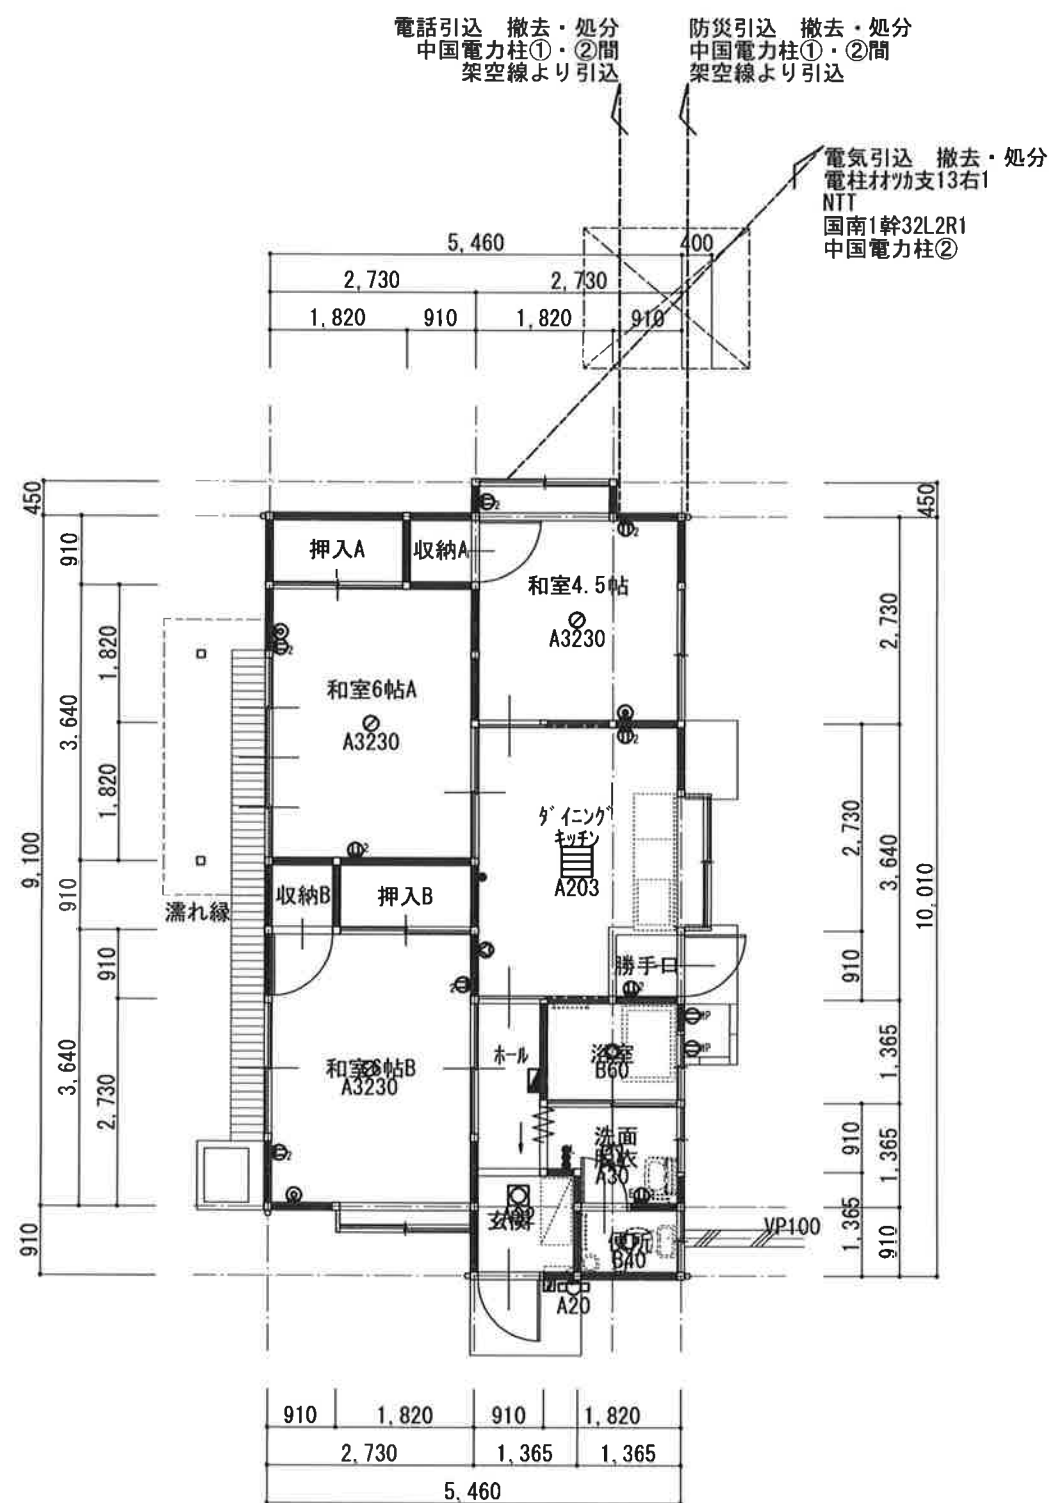 電話引込　撤去・処分
中国電力柱①・②間
架空線より引込
防災引込　撤去・処分
中国電力柱①・②間
架空線より引込
電気引込　撤去・処分
電柱ｵｵﾂｶ支13右1
NTT
国南1幹32L2R1
中国電力柱②
5,460
400
2,730
2,730
1,820
910
1,820
910
450
450
910
押入A
収納A
和室4.5帖
A3230
2,730
1,820
和室6帖A
A3230
3,640
1,820
9,100
ﾀﾞｲﾆﾝｸﾞ
ｷｯﾁﾝ
A203
2,730
3,640
10,010
910
収納B
押入B
濡れ縁
910
勝手口
910
ホール
浴室
B60
1,365
和室6帖B
A3230
3,640
2,730
洗面
脱衣
A30
910
1,365
玄関
便所
B40
VP100
1,365
910
910
A20
910
1,820
910
1,820
2,730
1,365
1,365
5,460